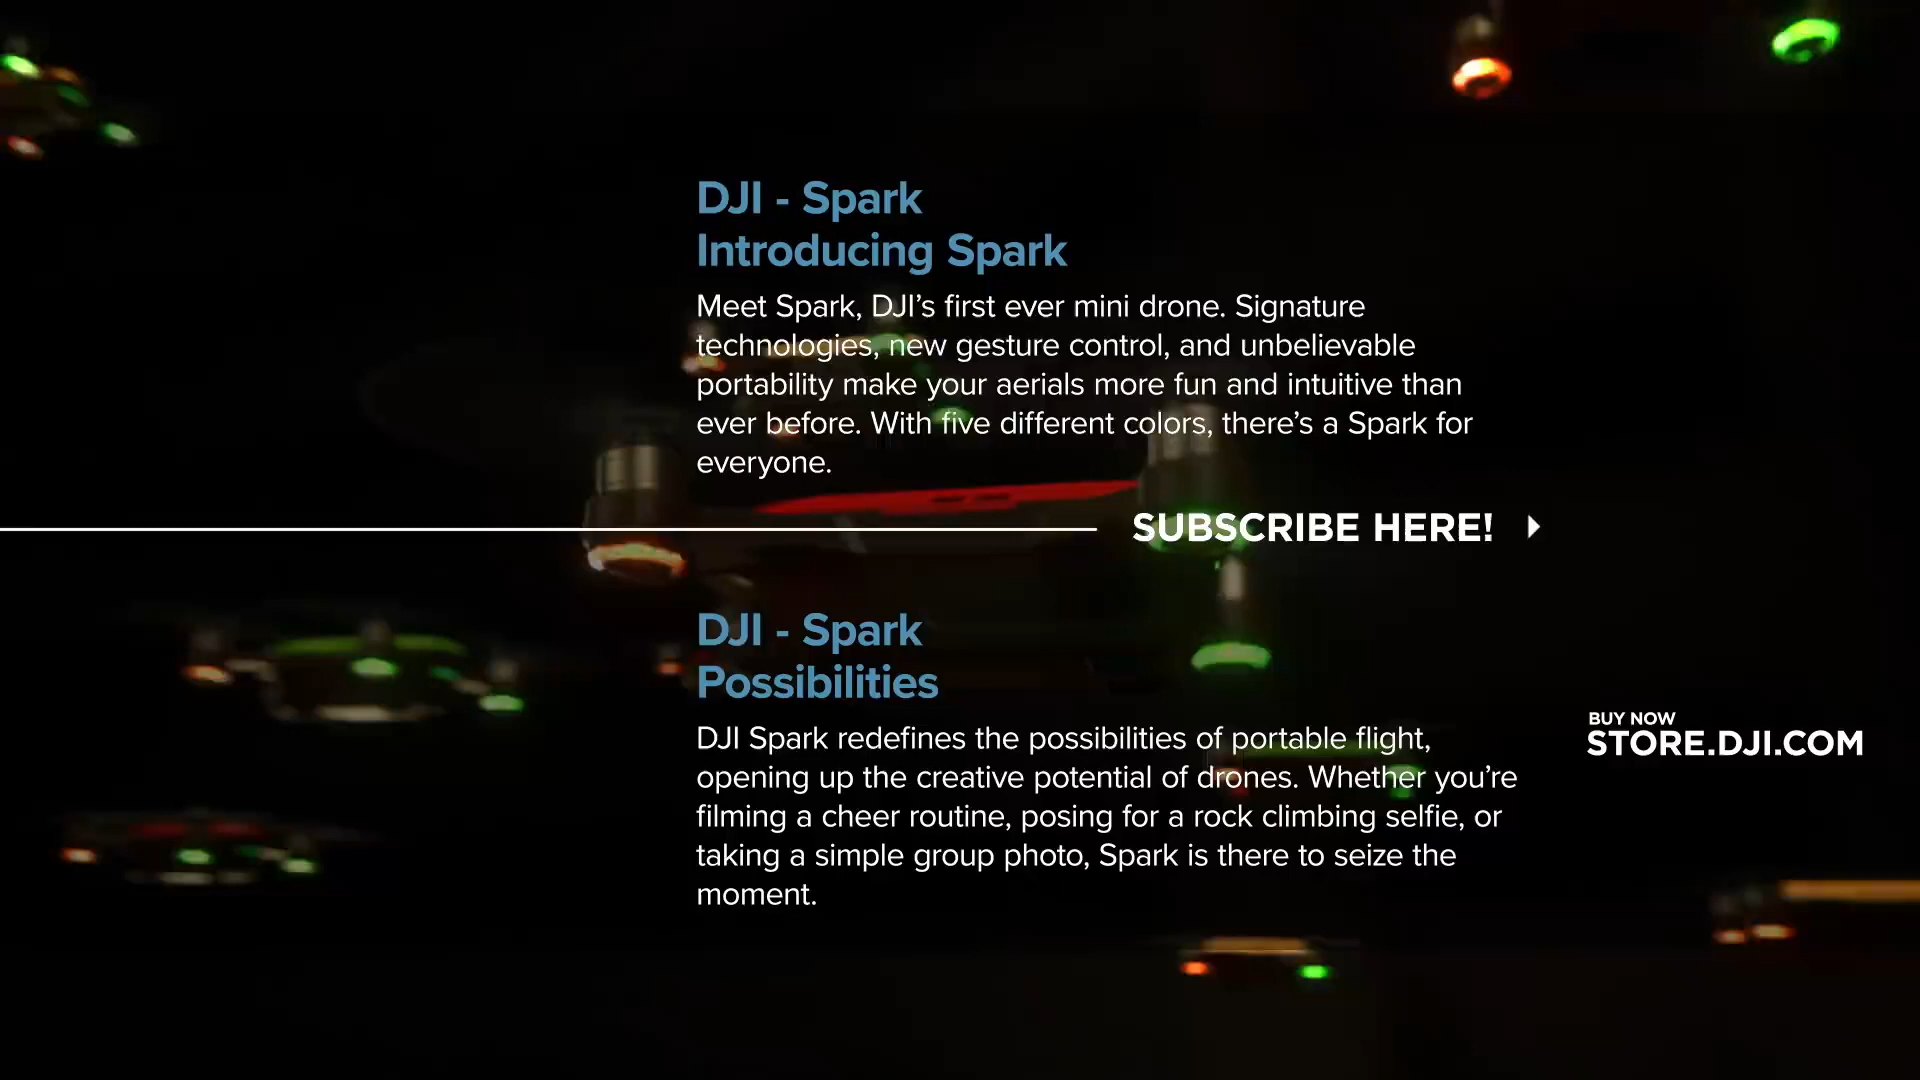 DJI - Spark
Introducing Spark
Meet Spark, DJI’s first ever mini drone. Signature
technologies, new gesture control, and unbelievable
portability make your aerials more fun and intuitive than
ever before. With five different colors, there’s a Spark for
everyone.
SUBSCRIBE HERE!
DJI - Spark
Possibilities
DJI Spark redefines the possibilities of portable flight,
opening up the creative potential of drones. Whether you’re
filming a cheer routine, posing for a rock climbing selfie, or
taking a simple group photo, Spark is there to seize the
moment.
BUY NOW
STORE.DJI.COM